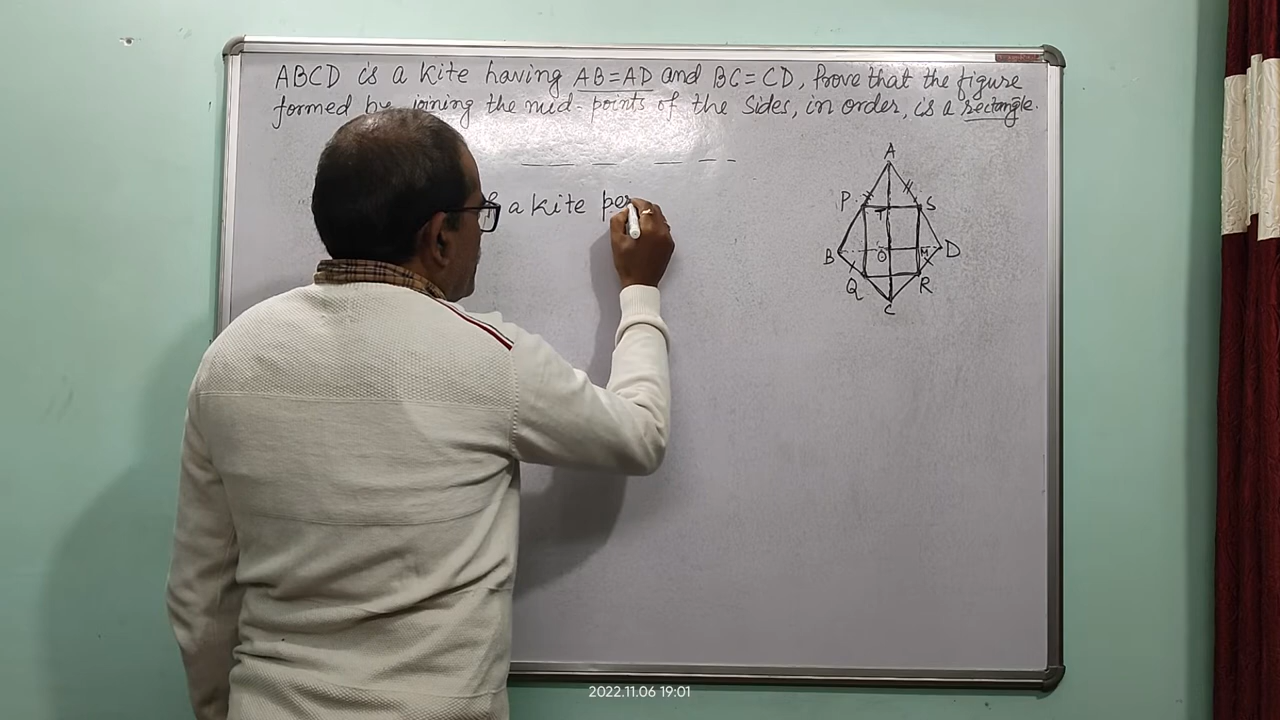 ABCD is a kite having AB=AD and BC=CD, Prove that the figure
formed by joining the mid-points of the Sides, in order, is a rectangle.
a kite per
A
P
T
S
B
O
M
D
Q
R
C
2022.11.06 19:01